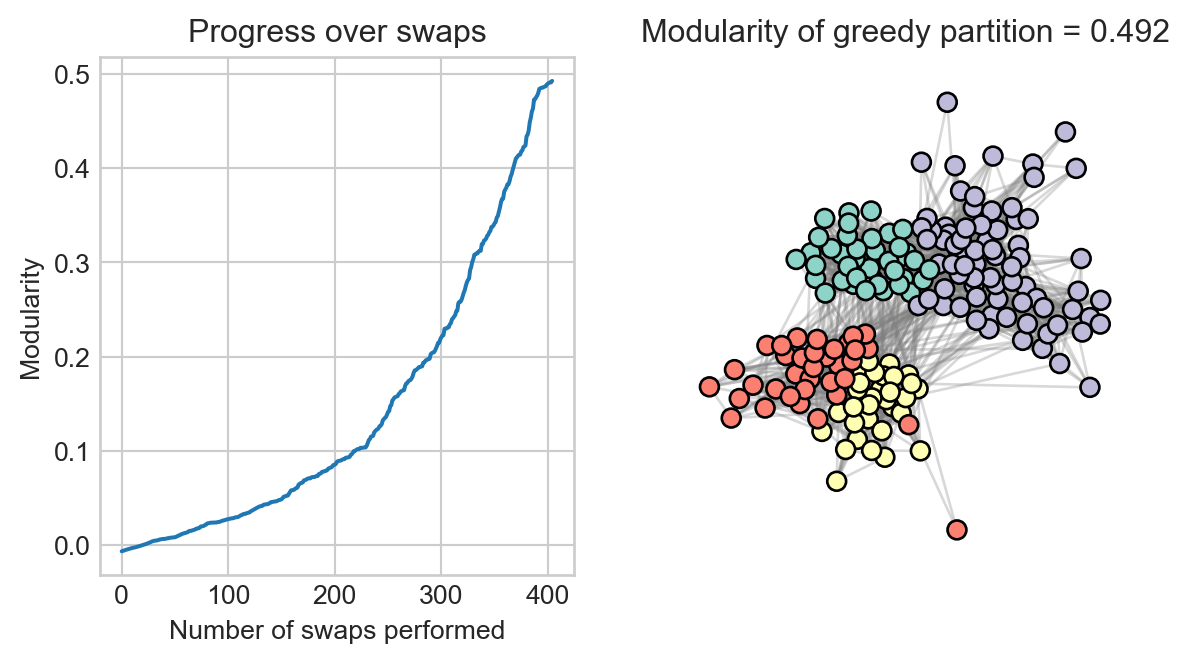 Progress over swaps
Modularity of greedy partition = 0.492
0.5
0.4
0.3
0.2
0.1
0.0
Modularity
0 100 200 300 400
Number of swaps performed